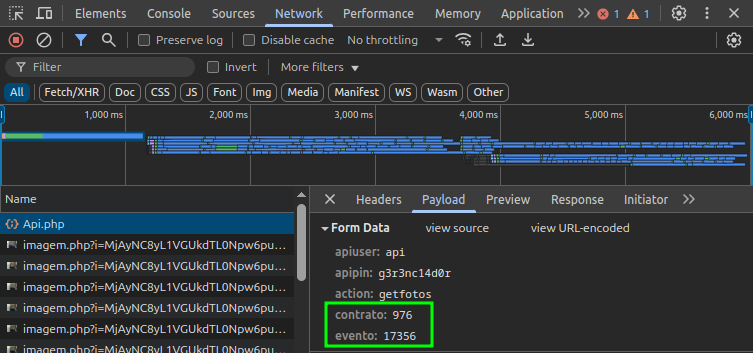 Elements Console Sources Network Performance Memory Application 1 1
Preserve log Disable cache No throttling
Filter Invert More filters
All Fetch/XHR Doc CSS JS Font Img Media Manifest WS Wasm Other
1,000 ms 2,000 ms 3,000 ms 4,000 ms 5,000 ms 6,000 ms
Name
Api.php
imagem.php?i=MjAyNC8yL1VGUkdTL0Npw6pu...
imagem.php?i=MjAyNC8yL1VGUkdTL0Npw6pu...
imagem.php?i=MjAyNC8yL1VGUkdTL0Npw6pu...
imagem.php?i=MjAyNC8yL1VGUkdTL0Npw6pu...
imagem.php?i=MjAyNC8yL1VGUkdTL0Npw6pu...
imagem.php?i=MjAyNC8yL1VGUkdTL0Npw6pu...
Headers Payload Preview Response Initiator
Form Data view source view URL-encoded
apiuser: api
apipin: g3r3nc14d0r
action: getfotos
contrato: 976
evento: 17356